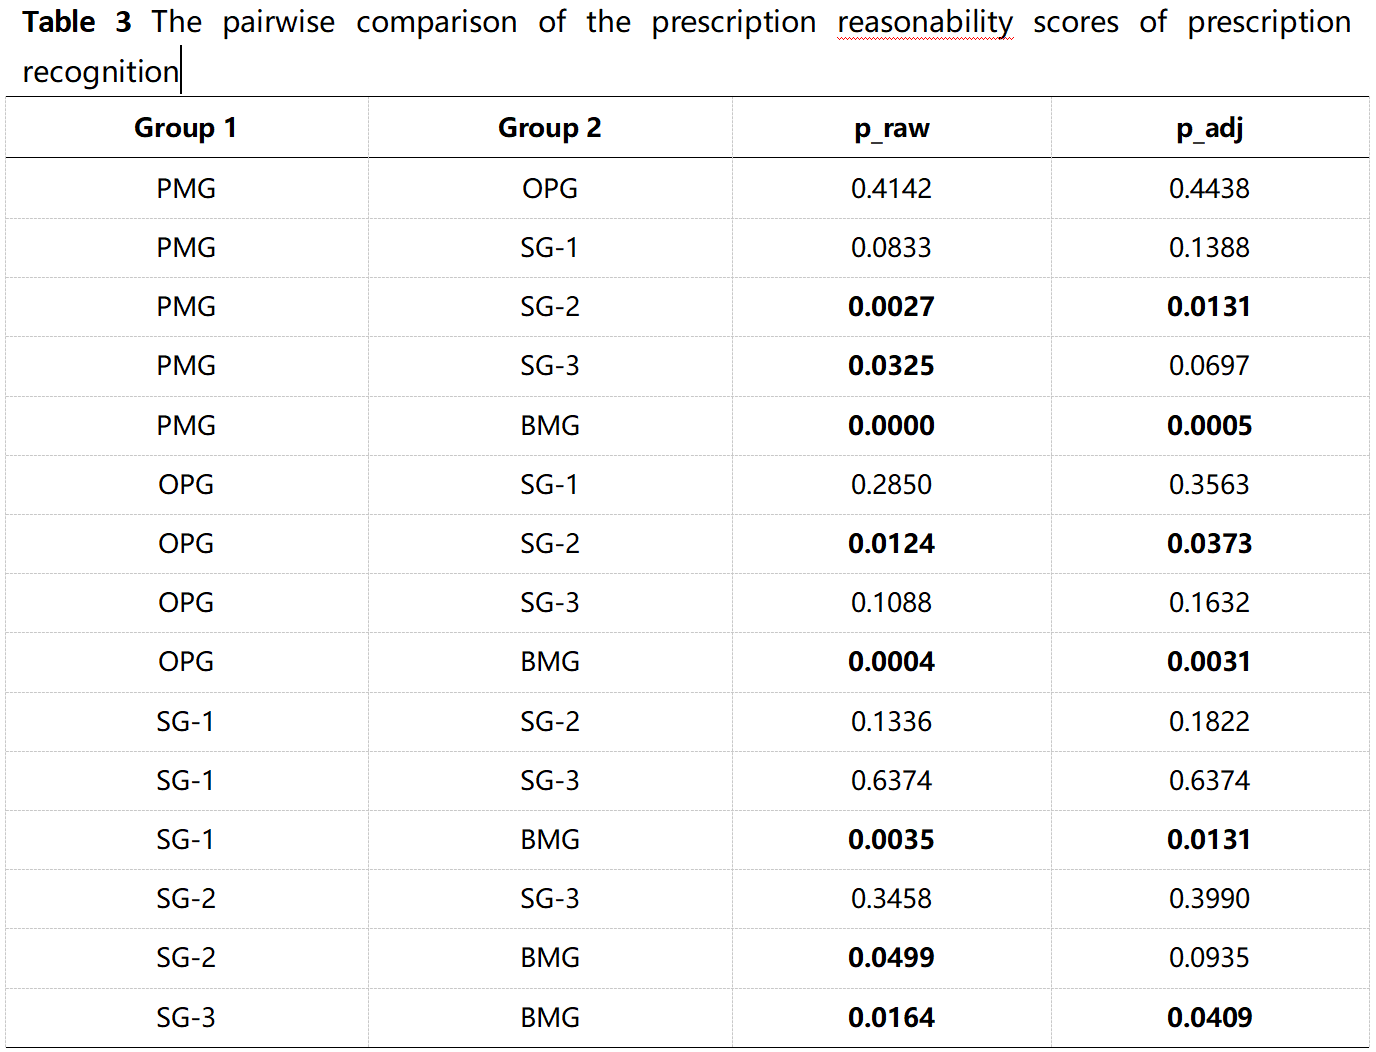 Table 3 The pairwise comparison of the prescription reasonability scores of prescription
recognition
Group 1 Group 2 p_raw p_adj
PMG OPG 0.4142 0.4438
PMG SG-1 0.0833 0.1388
PMG SG-2 0.0027 0.0131
PMG SG-3 0.0325 0.0697
PMG BMG 0.0000 0.0005
OPG SG-1 0.2850 0.3563
OPG SG-2 0.0124 0.0373
OPG SG-3 0.1088 0.1632
OPG BMG 0.0004 0.0031
SG-1 SG-2 0.1336 0.1822
SG-1 SG-3 0.6374 0.6374
SG-1 BMG 0.0035 0.0131
SG-2 SG-3 0.3458 0.3990
SG-2 BMG 0.0499 0.0935
SG-3 BMG 0.0164 0.0409